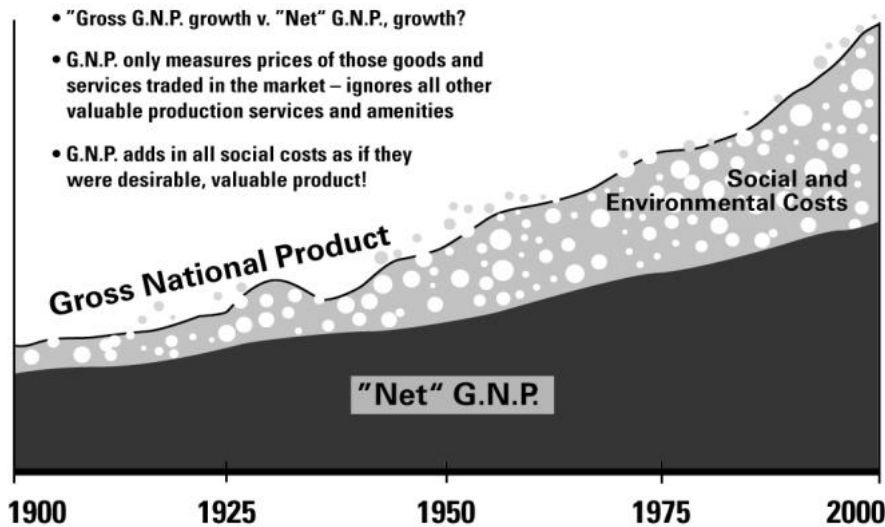 • ”Gross G.N.P. growth v. ”Net“ G.N.P., growth?
• G.N.P. only measures prices of those goods and
services traded in the market – ignores all other
valuable production services and amenities
• G.N.P. adds in all social costs as if they
were desirable, valuable product!
Social and
Environmental Costs
Gross National Product
”Net“ G.N.P.
1900 1925 1950 1975 2000